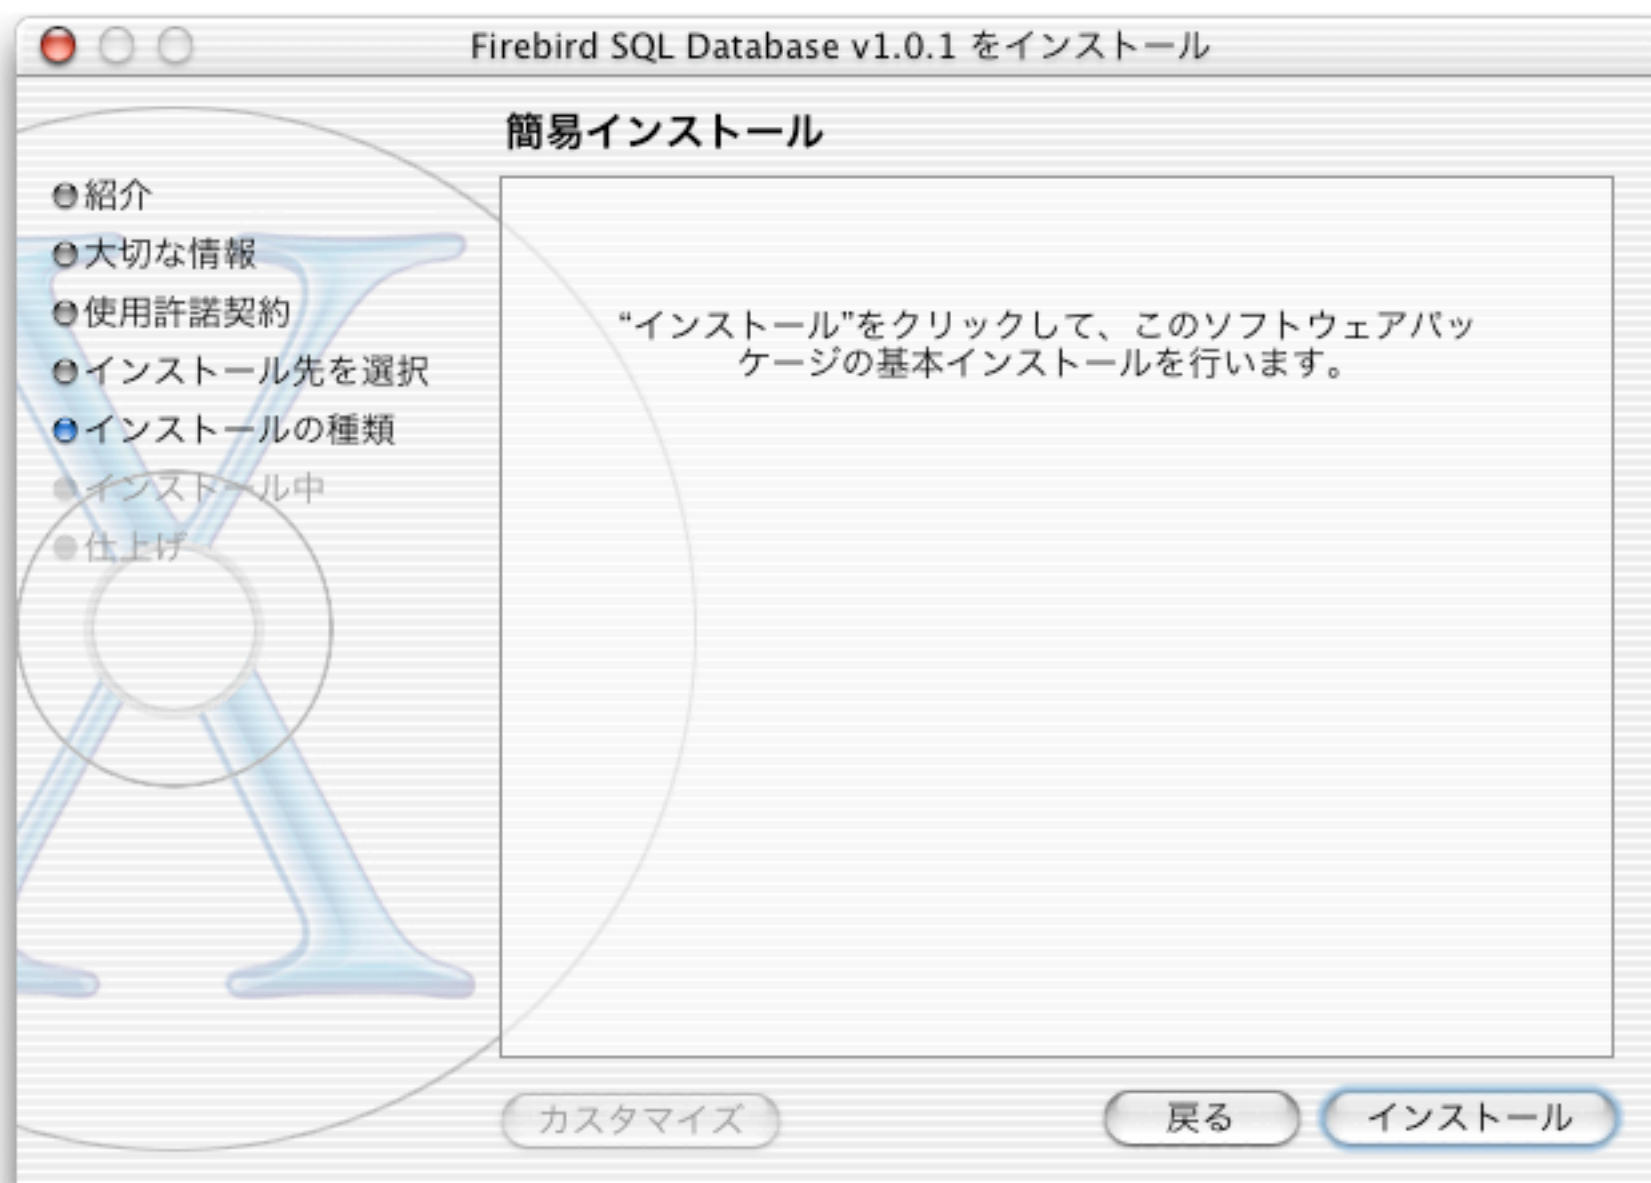 Firebird SQL Database v1.0.1 をインストール
簡易インストール
紹介
大切な情報
使用許諾契約
インストール先を選択
インストールの種類
インストール中
仕上げ
“インストール”をクリックして、このソフトウェアパッ
ケージの基本インストールを行います。
カスタマイズ
戻る
インストール